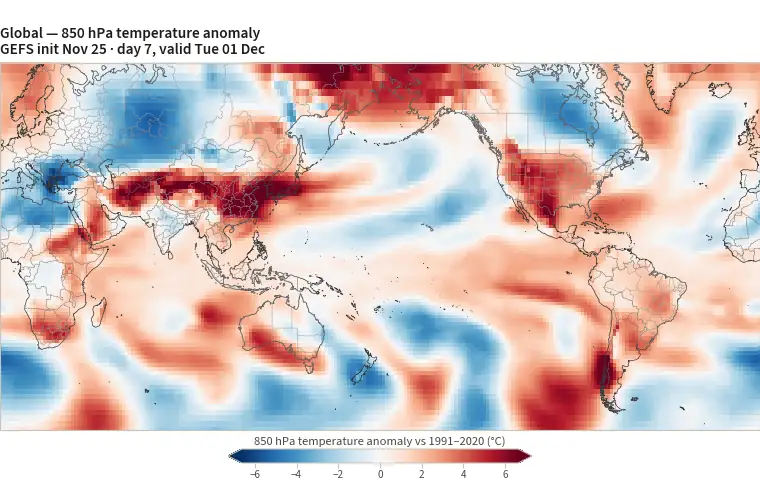 Global — 850 hPa temperature anomaly
GEFS init Nov 25 · day 7, valid Tue 01 Dec
850 hPa temperature anomaly vs 1991–2020 (°C)
−6 −4 −2 0 2 4 6